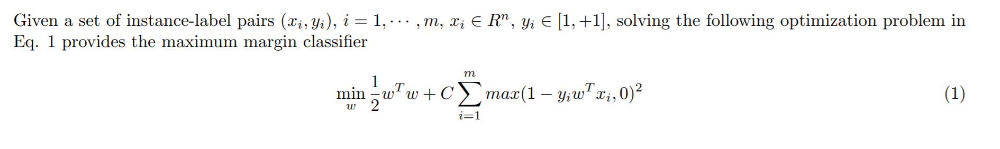 Given a set of instance-label pairs $(x_i, y_i)$, $i = 1, \cdots, m$, $x_i \in R^n$, $y_i \in [1, +1]$, solving the following optimization problem in
Eq. 1 provides the maximum margin classifier
$$\min_{w} \frac{1}{2} w^T w + C \sum_{i=1}^{m} max(1 - y_i w^T x_i, 0)^2 \quad (1)$$